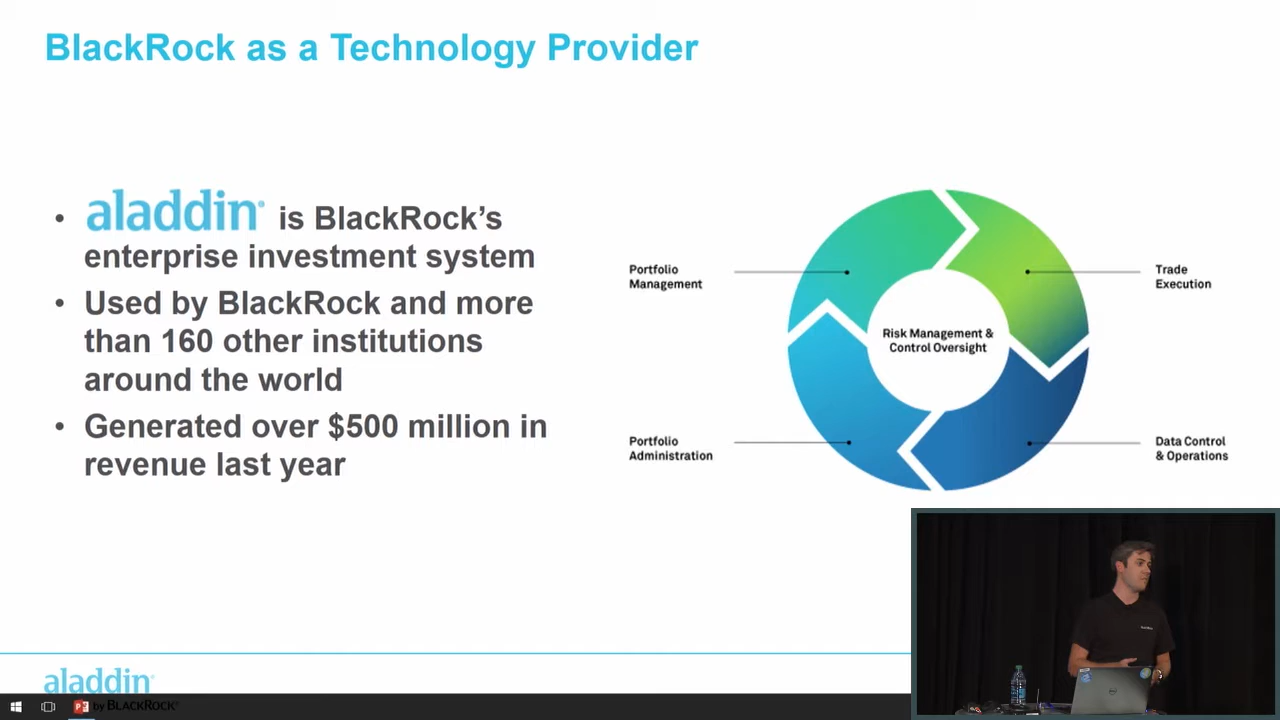 BlackRock as a Technology Provider
• aladdin® is BlackRock’s
enterprise investment system
• Used by BlackRock and more
than 160 other institutions
around the world
• Generated over $500 million in
revenue last year
Portfolio
Management
Trade
Execution
Risk Management &
Control Oversight
Portfolio
Administration
Data Control
& Operations
aladdin®
by BLACKROCK®